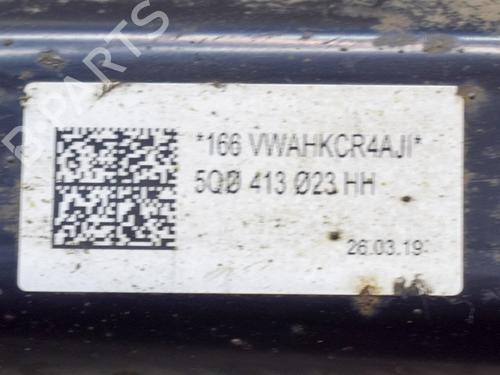 B PARTS
*166 VWAHKCR4AJI*
5QØ 413 Ø23 HH
26.03.19